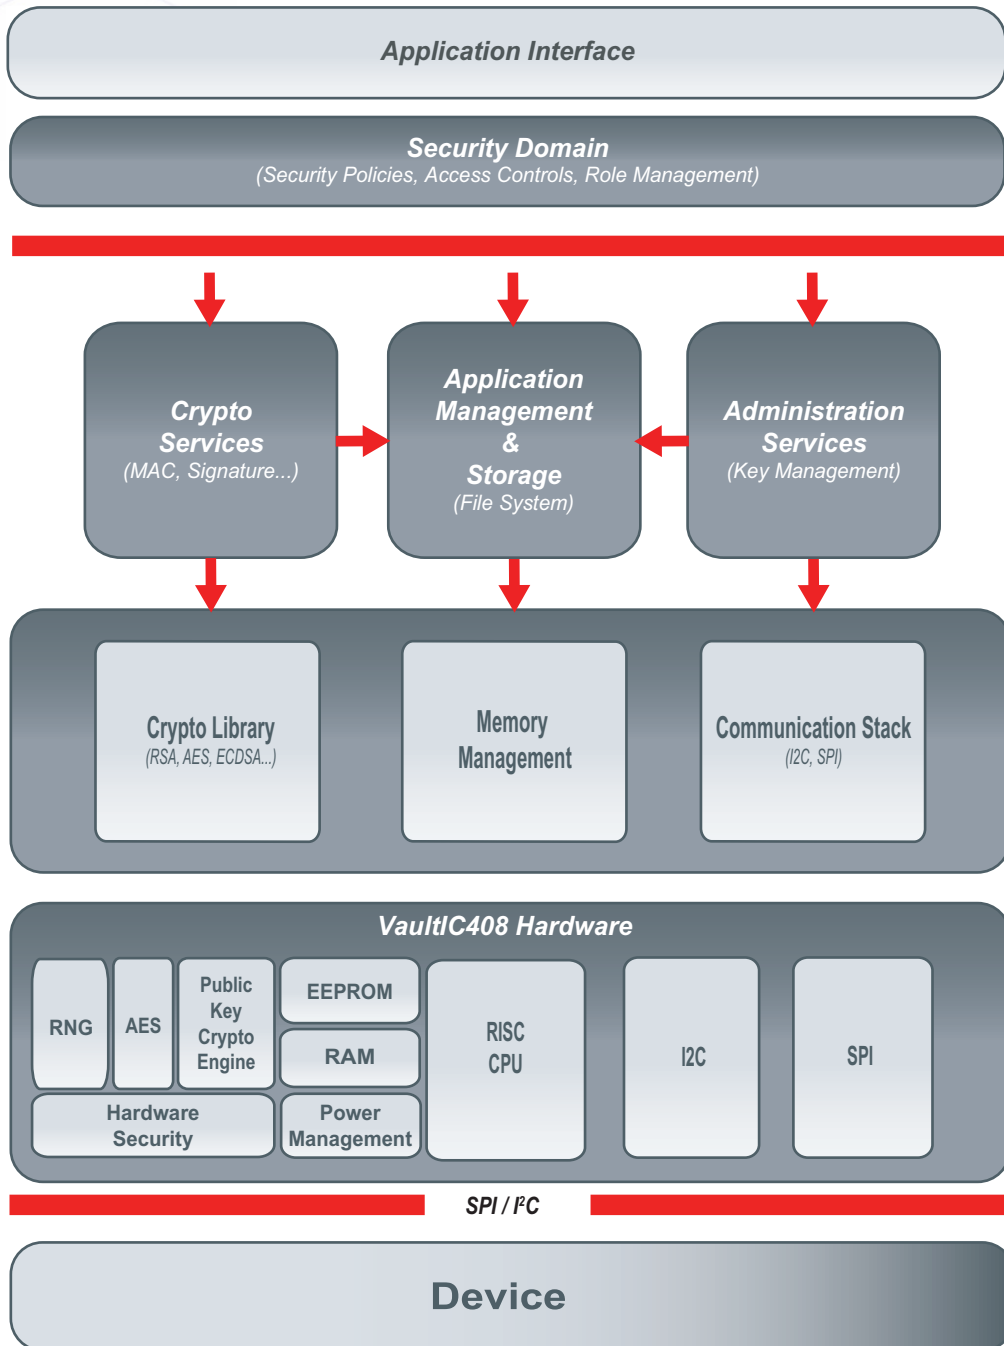 Application Interface
Security Domain
(Security Policies, Access Controls, Role Management)
Crypto
Services
(MAC, Signature...)
Application
Management
&
Storage
(File System)
Administration
Services
(Key Management)
Crypto Library
(RSA, AES, ECDSA...)
Memory
Management
Communication Stack
(I2C, SPI)
VaultIC408 Hardware
RNG
AES
Public
Key
Crypto
Engine
EEPROM
RAM
Hardware
Security
Power
Management
RISC
CPU
I2C
SPI
SPI / I²C
Device